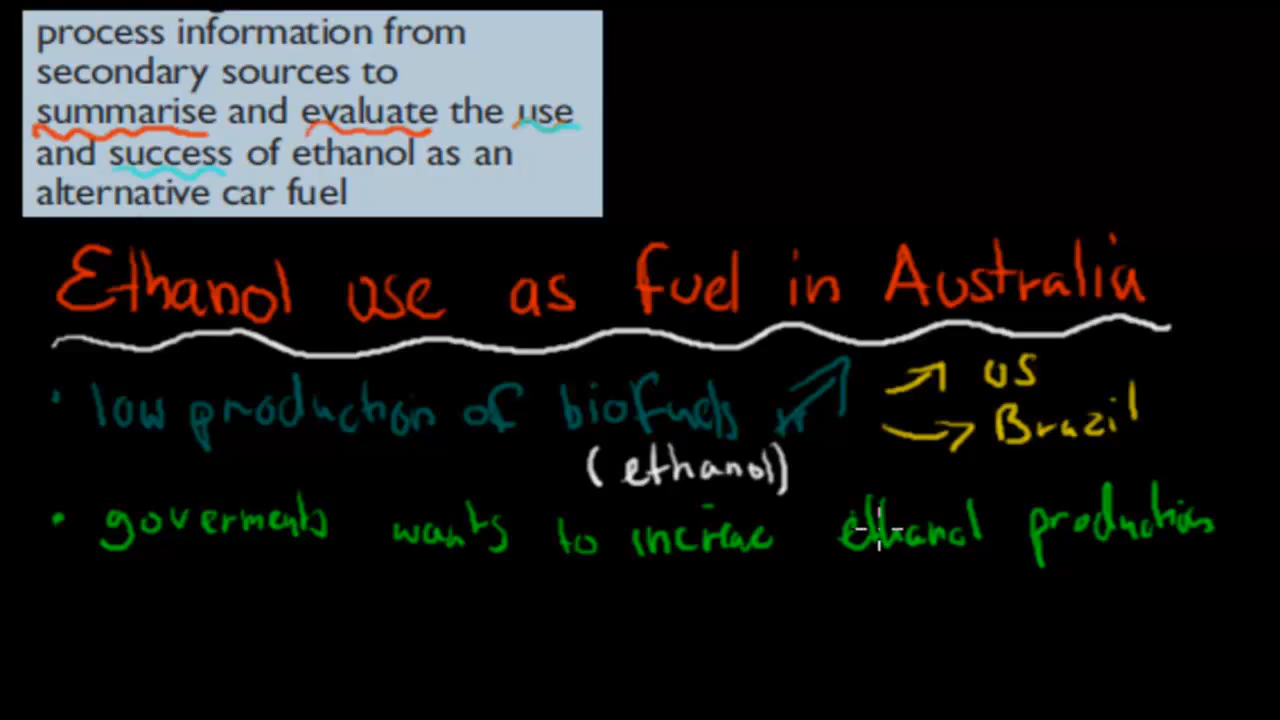 process information from
secondary sources to
summarise and evaluate the use
and success of ethanol as an
alternative car fuel
Ethanol use as fuel in Australia
• low production of biofuels
US
Brazil
(ethanol)
• goverments wants to increae ethanol production